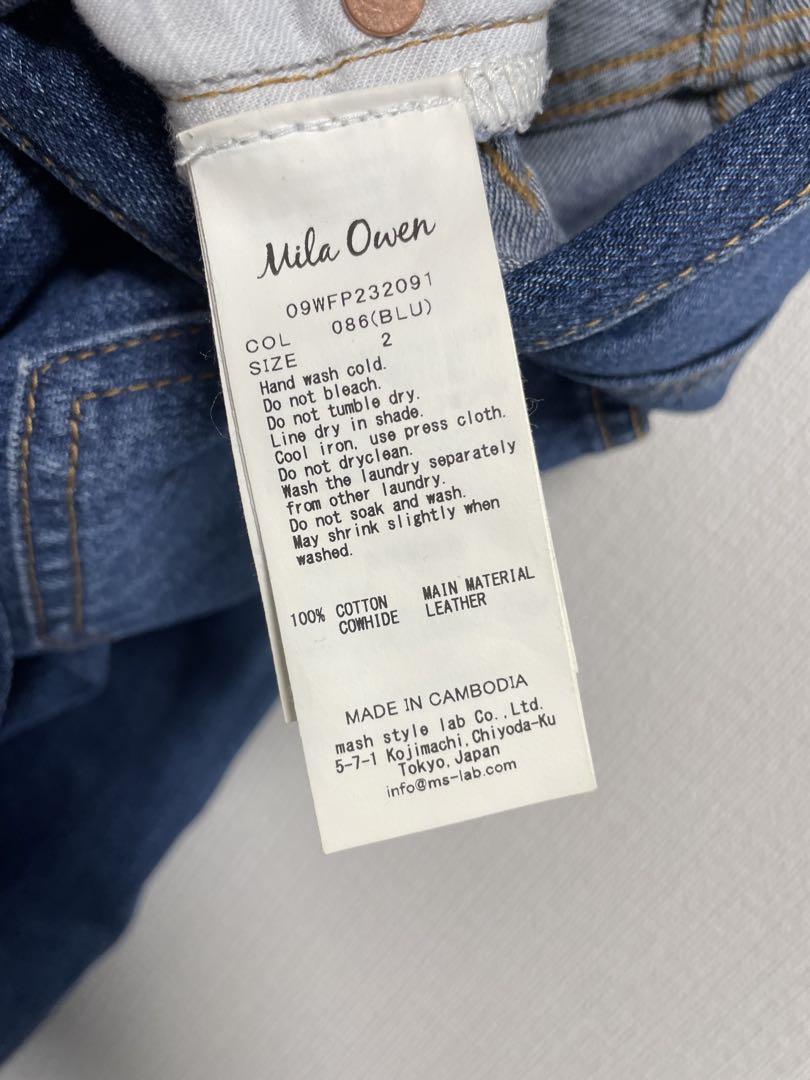 Mila Owen
09WFP232091
COL 086(BLU)
SIZE 2
Hand wash cold.
Do not bleach.
Do not tumble dry.
Line dry in shade.
Cool iron, use press cloth.
Do not dryclean.
Wash the laundry separately
from other laundry.
Do not soak and wash.
May shrink slightly when
washed.
100% COTTON MAIN MATERIAL
COWHIDE LEATHER
MADE IN CAMBODIA
mash style lab Co.,Ltd.
5-7-1 Kojimachi,Chiyoda-Ku
Tokyo,Japan
info@ms-lab.com